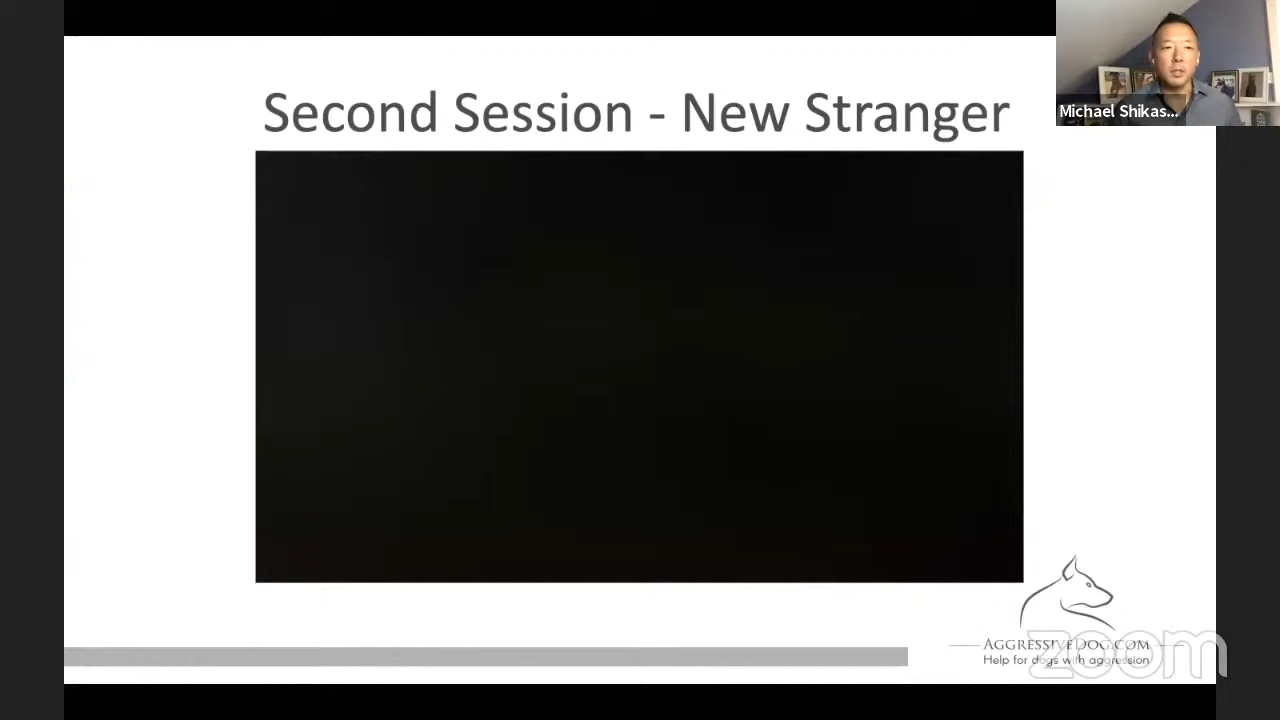 Second Session - New Stranger
Michael Shikas...
AGGRESSIVEDOG.COM
Help for dogs with aggression
zoom